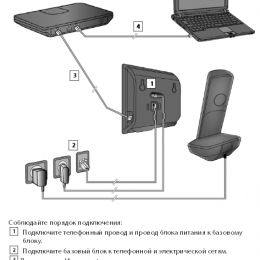 4
3
1
2
Соблюдайте порядок подключения:
1 Подключите телефонный провод и провод блока питания к базовому
блоку.
2 Подключите базовый блок к телефонной и электрической сетям.